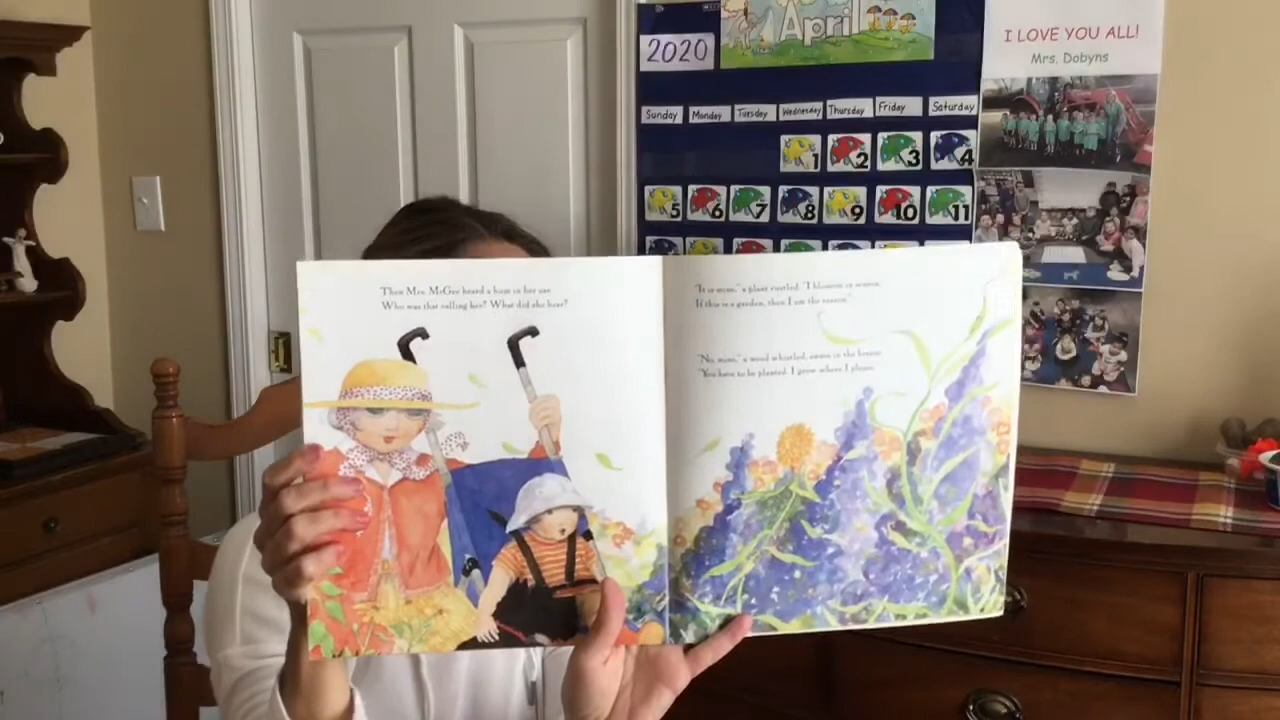 April
2020
Sunday Monday Tuesday Wednesday Thursday Friday Saturday
1 2 3 4
5 6 7 8 9 10 11
I LOVE YOU ALL!
Mrs. Dobyns
Then Mrs. McGee heard a hum in her ear.
Who was that calling her? What did she hear?
"It is mine," a plant rustled. "I blossom in season.
If this is a garden, then I am the reason."
"No, mine," a weed whistled, swaying in the breeze.
"You have to be planted. I grow where I please.